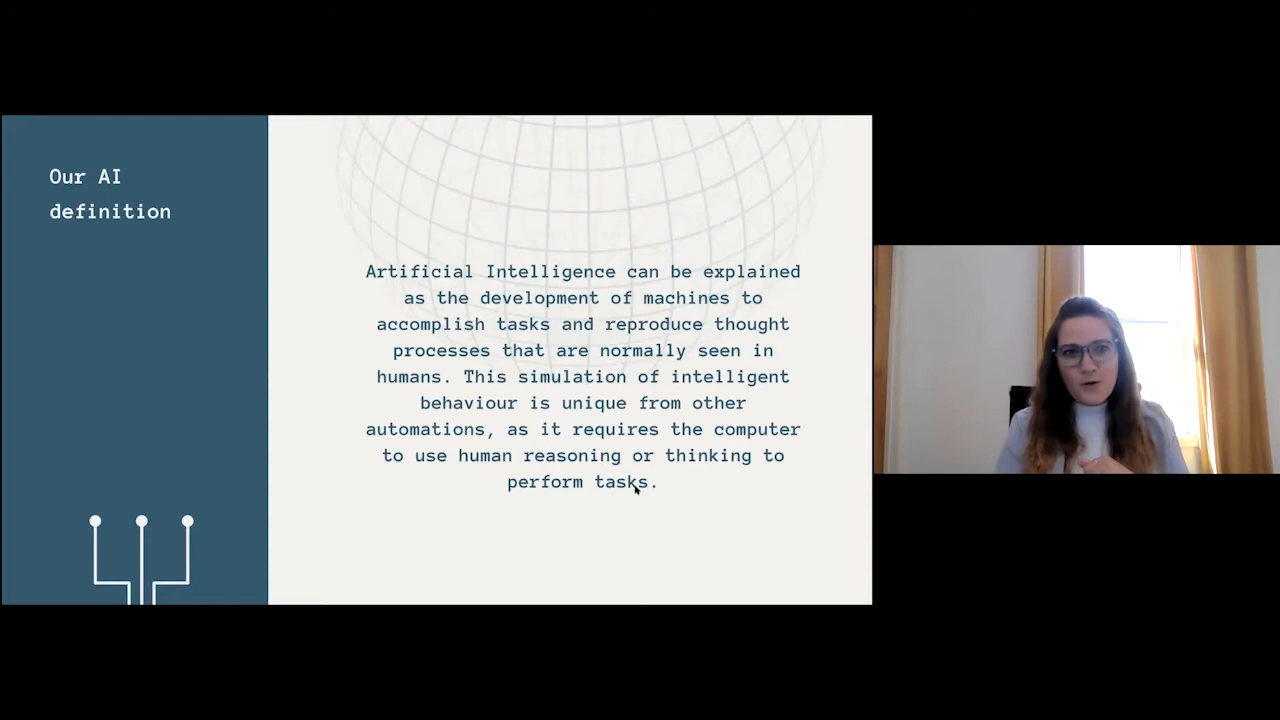 Our AI
definition
Artificial Intelligence can be explained
as the development of machines to
accomplish tasks and reproduce thought
processes that are normally seen in
humans. This simulation of intelligent
behaviour is unique from other
automations, as it requires the computer
to use human reasoning or thinking to
perform tasks.